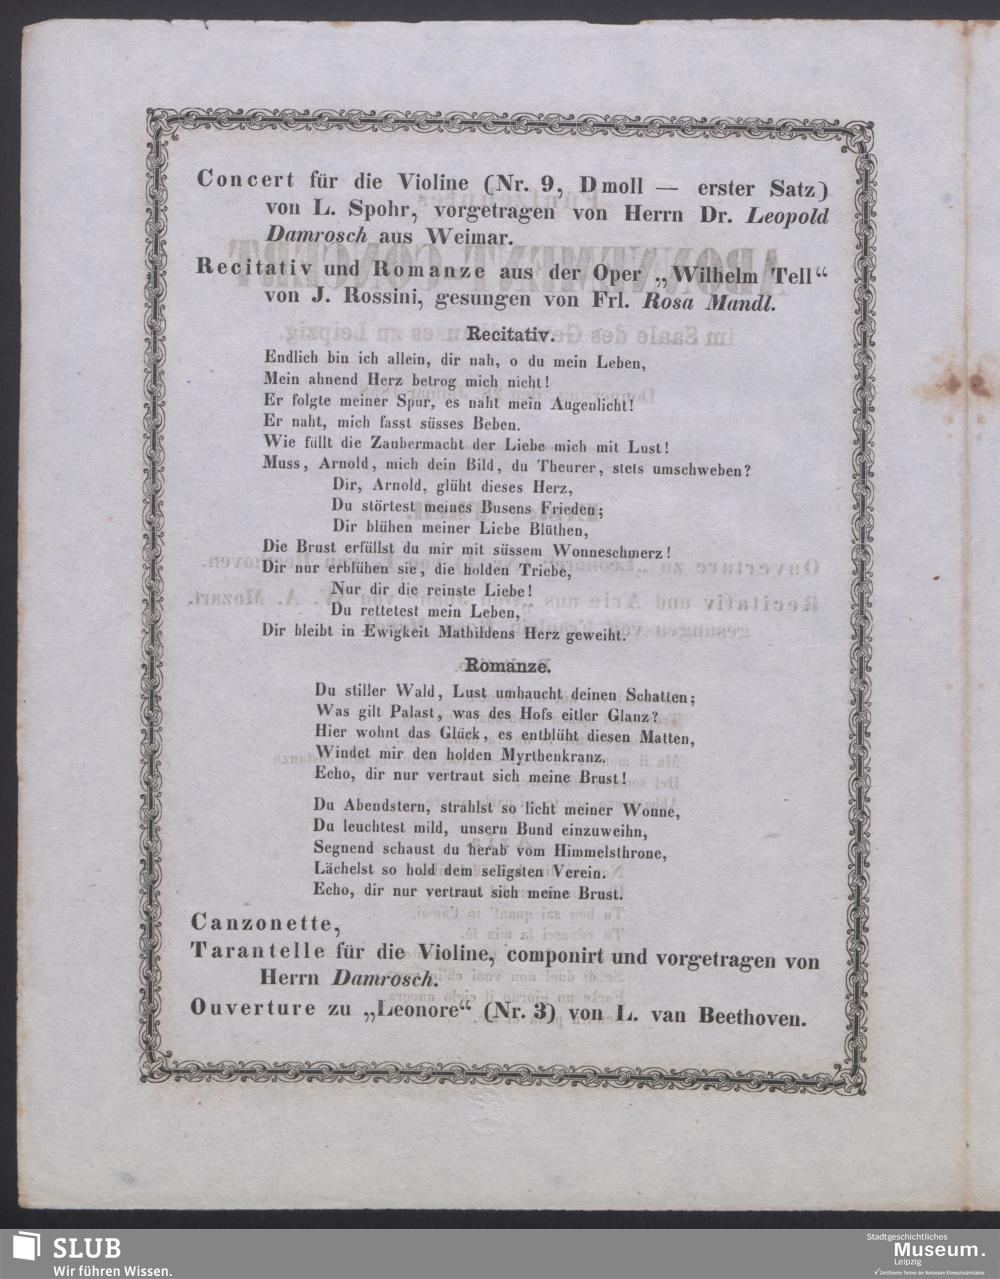 Concert für die Violine (Nr. 9, Dmoll — erster Satz)
von L. Spohr, vorgetragen von Herrn Dr. Leopold
Damrosch aus Weimar.
Recitativ und Romanze aus der Oper „Wilhelm Tell“
von J. Rossini, gesungen von Frl. Rosa Mandl.
Recitativ.
Endlich bin ich allein, dir nah, o du mein Leben,
Mein ahnend Herz betrog mich nicht!
Er folgte meiner Spur, es naht mein Augenlicht!
Er naht, mich fasst süsses Beben.
Wie füllt die Zaubermacht der Liebe mich mit Lust!
Muss, Arnold, mich dein Bild, du Theurer, stets umschweben?
Dir, Arnold, glüht dieses Herz,
Du störtest meines Busens Frieden;
Dir blühen meiner Liebe Blüthen,
Die Brust erfüllst du mir mit süssem Wonneschmerz!
Dir nur erblühen sie, die holden Triebe,
Nur dir die reinste Liebe!
Du rettetest mein Leben,
Dir bleibt in Ewigkeit Mathildens Herz geweiht.
Romanze.
Du stiller Wald, Lust umhaucht deinen Schatten;
Was gilt Palast, was des Hofs eitler Glanz?
Hier wohnt das Glück, es entblüht diesen Matten,
Windet mir den holden Myrthenkranz.
Echo, dir nur vertraut sich meine Brust!
Du Abendstern, strahlst so licht meiner Wonne,
Du leuchtest mild, unsern Bund einzuweihn,
Segnend schaust du herab vom Himmelsthrone,
Lächelst so hold dem seligsten Verein.
Echo, dir nur vertraut sich meine Brust.
Canzonette,
Tarantelle für die Violine, componirt und vorgetragen von
Herrn Damrosch.
Ouverture zu „Leonore“ (Nr. 3) von L. van Beethoven.
SLUB
Wir führen Wissen.
Stadtgeschichtliches
Museum.
Leipzig
Zertifizierter Partner der Nationalen Klimaschutzinitiative